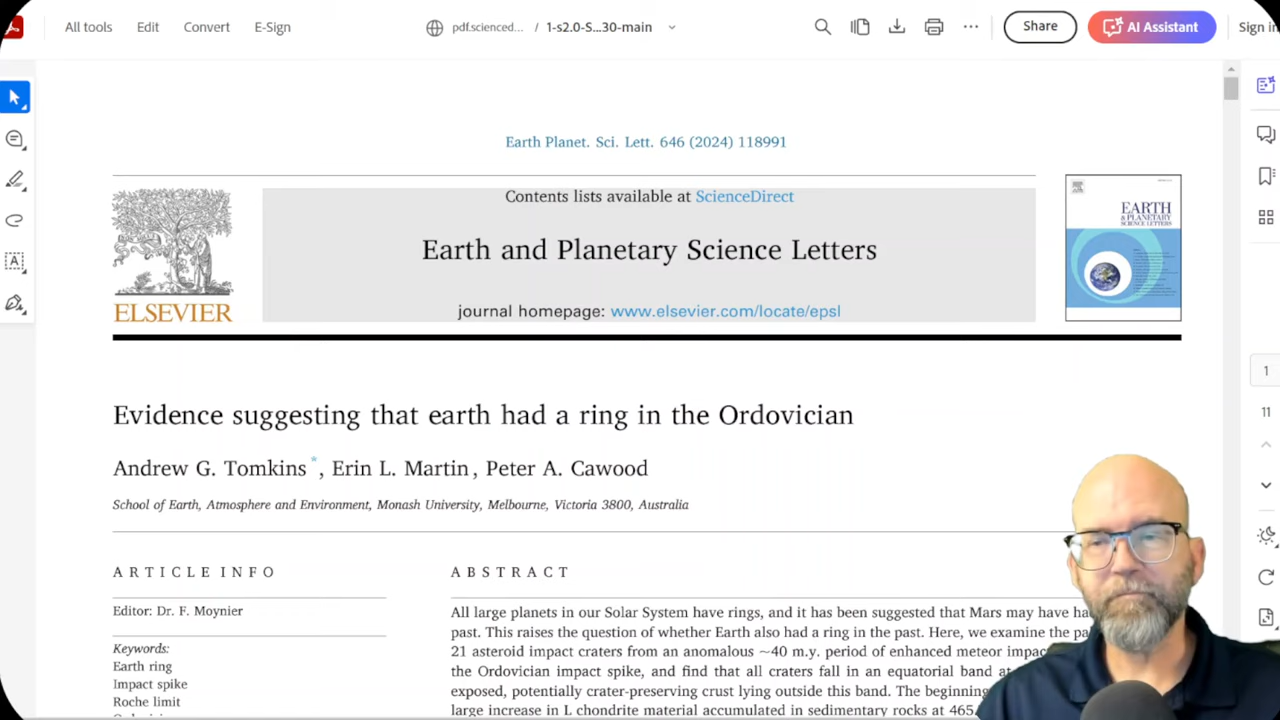 All tools Edit Convert E-Sign pdf.scienced... / 1-s2.0-S...30-main Share AI Assistant Sign in
Earth Planet. Sci. Lett. 646 (2024) 118991
Contents lists available at ScienceDirect
Earth and Planetary Science Letters
journal homepage: www.elsevier.com/locate/epsl
ELSEVIER
EARTH
& PLANETARY
SCIENCE LETTERS
1
11
Evidence suggesting that earth had a ring in the Ordovician
Andrew G. Tomkins *, Erin L. Martin, Peter A. Cawood
School of Earth, Atmosphere and Environment, Monash University, Melbourne, Victoria 3800, Australia
ARTICLE INFO
Editor: Dr. F. Moynier
Keywords:
Earth ring
Impact spike
Roche limit
ABSTRACT
All large planets in our Solar System have rings, and it has been suggested that Mars may have ha
past. This raises the question of whether Earth also had a ring in the past. Here, we examine the pa
21 asteroid impact craters from an anomalous ~40 m.y. period of enhanced meteor impac
the Ordovician impact spike, and find that all craters fall in an equatorial band at
exposed, potentially crater-preserving crust lying outside this band. The beginning
large increase in L chondrite material accumulated in sedimentary rocks at 465.